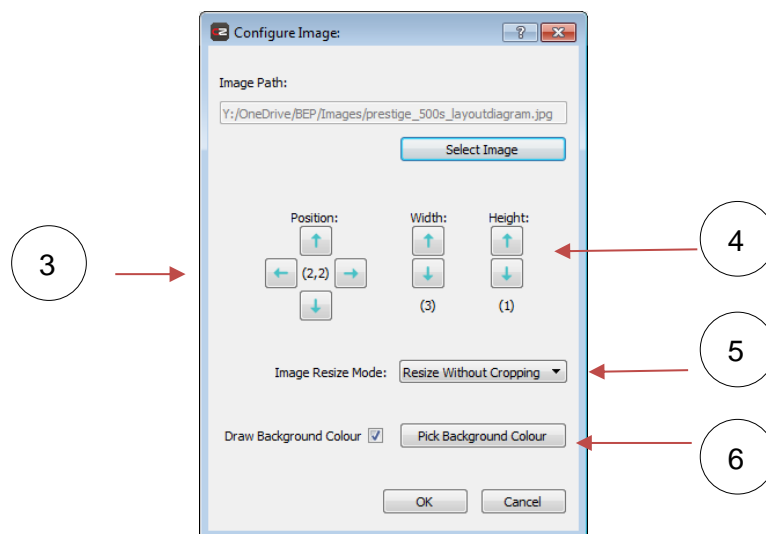 Configure Image:
Image Path:
Y:/OneDrive/BEP/Images/prestige_500s_layoutdiagram.jpg
Select Image
Position: Width: Height:
(2,2)
(3) (1)
3
4
Image Resize Mode: Resize Without Cropping
5
Draw Background Colour Pick Background Colour
6
OK Cancel